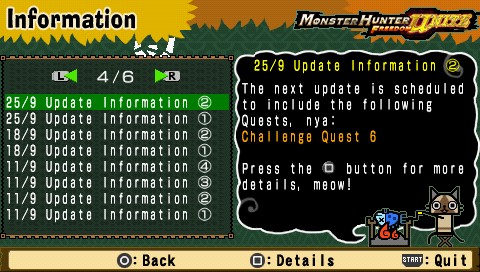 Information
MONSTER HUNTER
FREEDOM UNITE
L 4/6 R
25/9 Update Information ②
25/9 Update Information ①
18/9 Update Information ②
18/9 Update Information ①
11/9 Update Information ④
11/9 Update Information ③
11/9 Update Information ②
11/9 Update Information ①
25/9 Update Information ②
The next update is scheduled
to include the following
Quests, nya:
Challenge Quest 6
Press the □ button for more
details, meow!
○: Back
□: Details
START: Quit